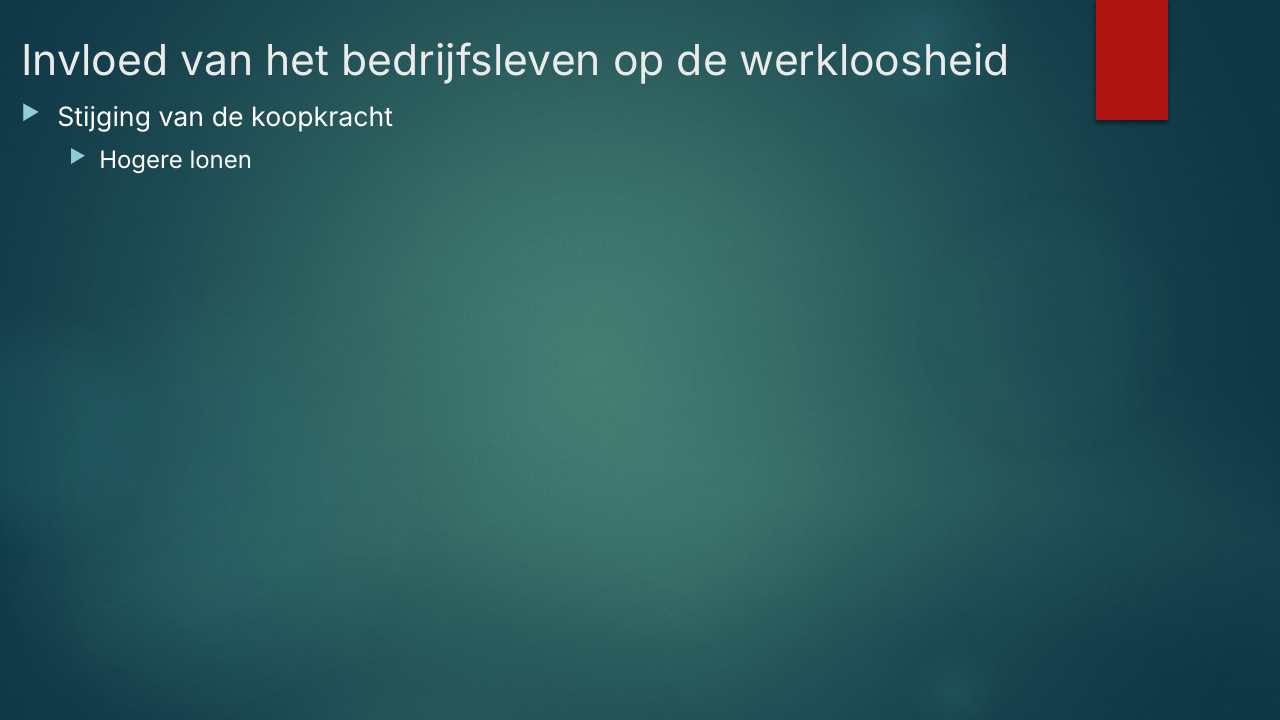 Invloed van het bedrijfsleven op de werkloosheid
Stijging van de koopkracht
Hogere lonen